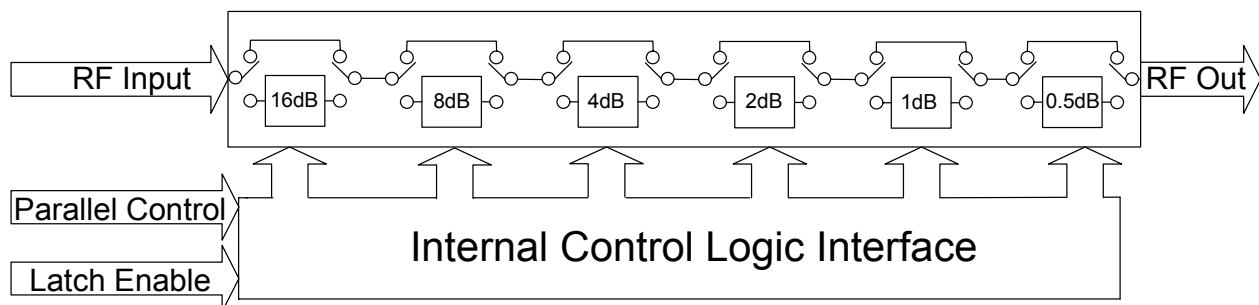 RF Input
16dB
8dB
4dB
2dB
1dB
0.5dB
RF Out
Parallel Control
Internal Control Logic Interface
Latch Enable